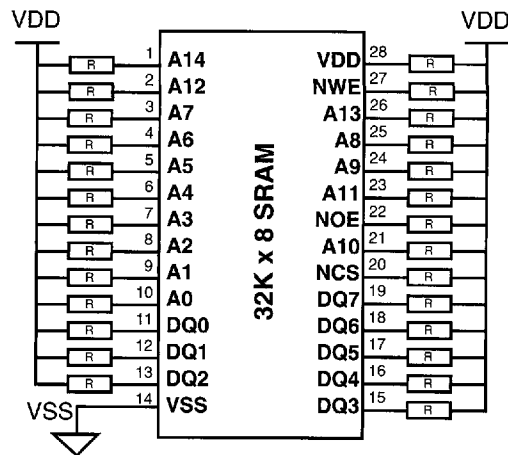 VDD
VDD
R 1 A14
VDD 28 R
R 2 A12
NWE 27 R
R 3 A7
A13 26 R
R 4 A6
A8 25 R
R 5 A5
A9 24 R
R 6 A4
A11 23 R
R 7 A3
NOE 22 R
R 8 A2
A10 21 R
R 9 A1
NCS 20 R
R 10 A0
DQ7 19 R
R 11 DQ0
DQ6 18 R
R 12 DQ1
DQ5 17 R
R 13 DQ2
DQ4 16 R
VSS 14 VSS
DQ3 15 R
32K x 8 SRAM